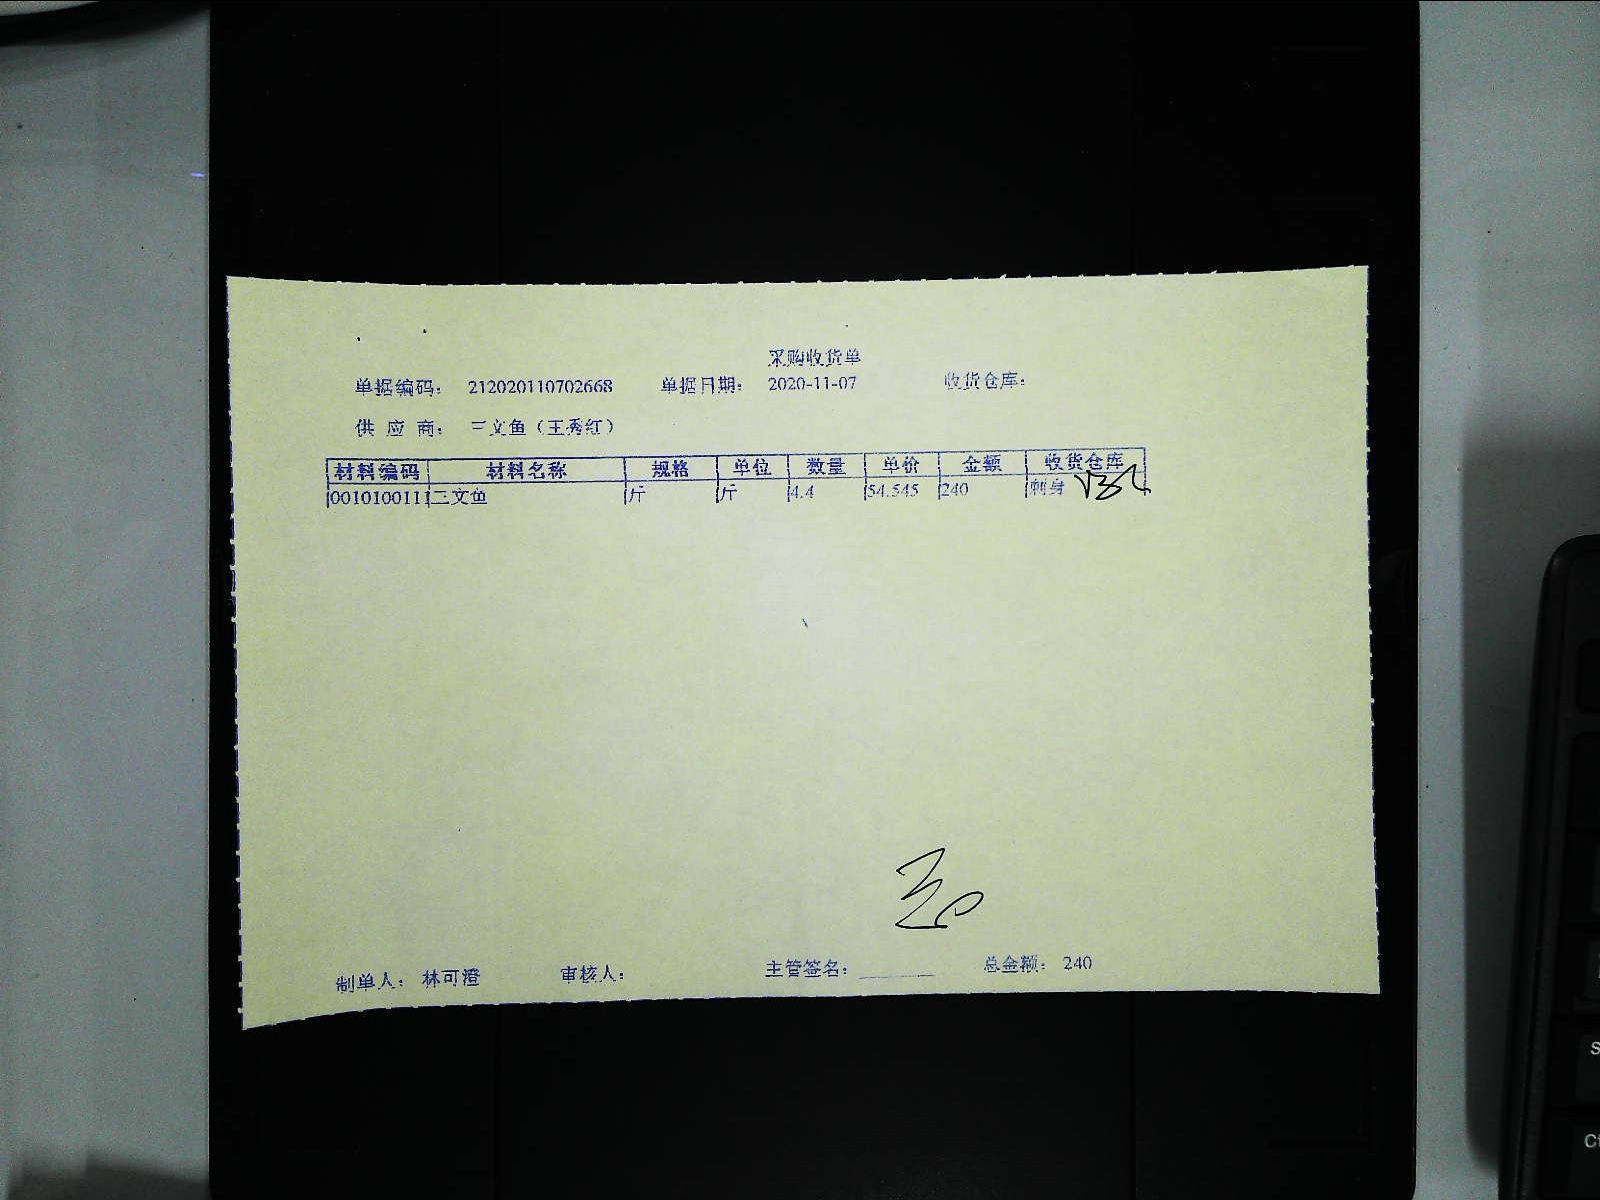 采购收货单
单据编码： 212020110702668 单据日期： 2020-11-07 收货仓库：
供 应 商： 三文鱼（王秀红）
材料编码 材料名称 规格 单位 数量 单价 金额 收货仓库
0010100111 三文鱼 斤 斤 4.4 54.545 240 刺身
制单人： 林可澄 审核人： 主管签名： 总金额： 240
S